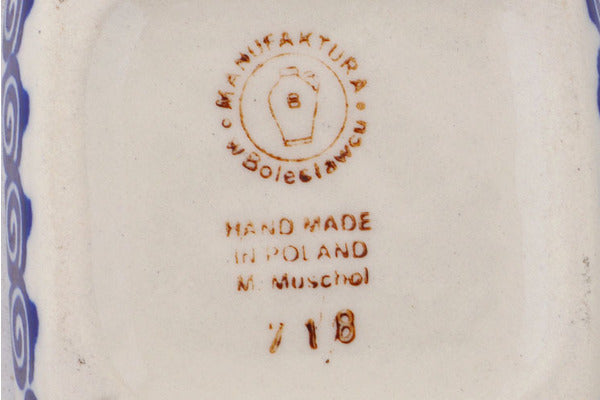 MANUFAKTURA
w Bolesławcu
B
HAND MADE
IN POLAND
M. Muschol
718